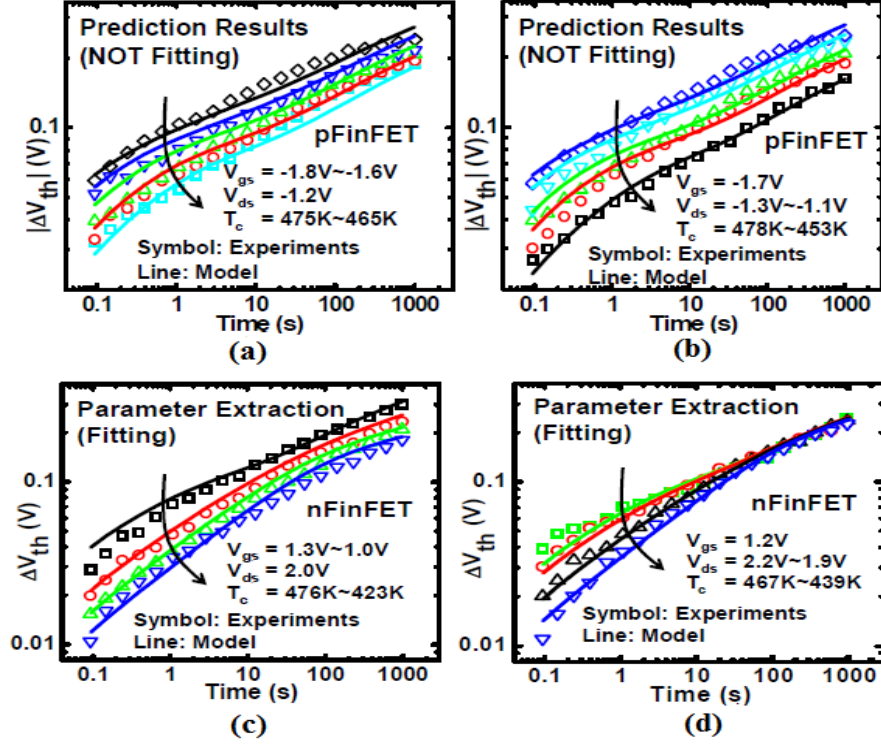 Prediction Results
(NOT Fitting)
0.1
|ΔVth| (V)
pFinFET
Vgs = -1.8V~-1.6V
Vds = -1.2V
Tc = 475K~465K
Symbol: Experiments
Line: Model
0.1 1 10 100 1000
Time (s)
(a)
Prediction Results
(NOT Fitting)
0.1
|ΔVth| (V)
pFinFET
Vgs = -1.7V
Vds = -1.3V~-1.1V
Tc = 478K~453K
Symbol: Experiments
Line: Model
0.1 1 10 100 1000
Time (s)
(b)
Parameter Extraction
(Fitting)
0.1
ΔVth (V)
nFinFET
Vgs = 1.3V~1.0V
Vds = 2.0V
Tc = 476K~423K
Symbol: Experiments
Line: Model
0.01
0.1 1 10 100 1000
Time (s)
(c)
Parameter Extraction
(Fitting)
0.1
ΔVth (V)
nFinFET
Vgs = 1.2V
Vds = 2.2V~1.9V
Tc = 467K~439K
Symbol: Experiments
Line: Model
0.01
0.1 1 10 100 1000
Time (s)
(d)